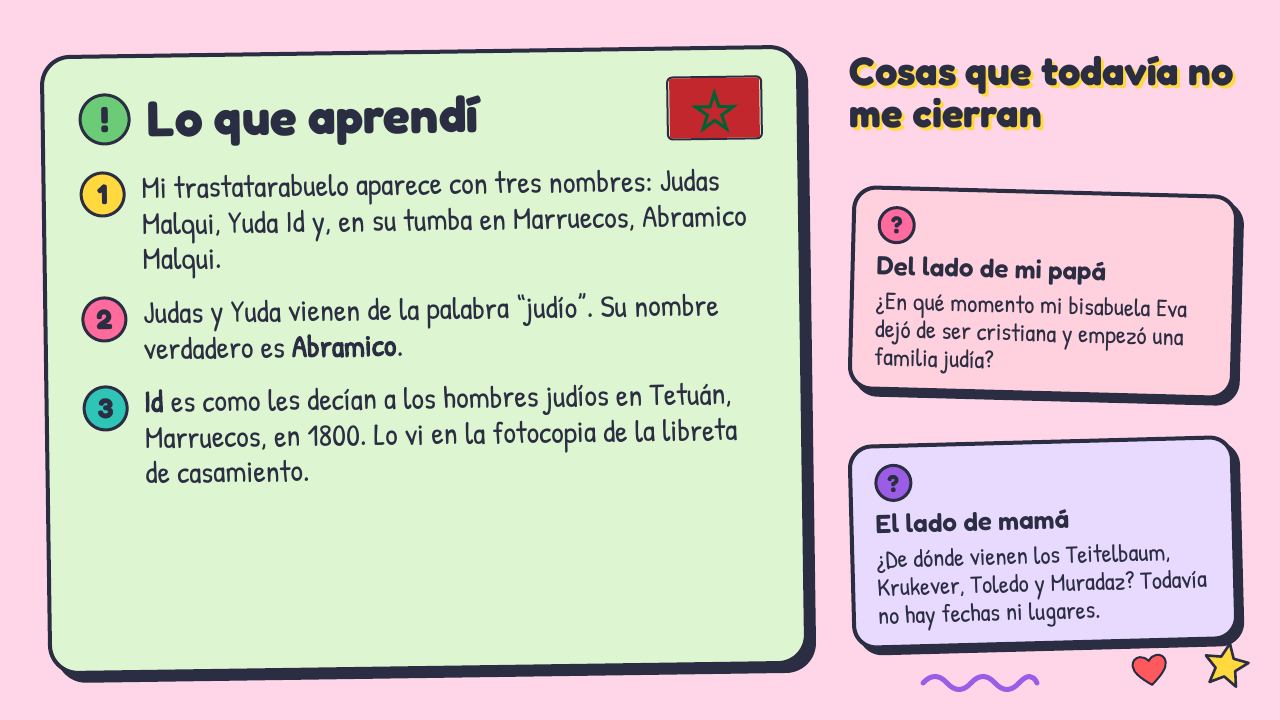 ! Lo que aprendí
1 Mi trastatarabuelo aparece con tres nombres: Judas
Malqui, Yuda Id y, en su tumba en Marruecos, Abramico
Malqui.
2 Judas y Yuda vienen de la palabra “judío”. Su nombre
verdadero es Abramico.
3 Id es como les decían a los hombres judíos en Tetuán,
Marruecos, en 1800. Lo vi en la fotocopia de la libreta
de casamiento.
Cosas que todavía no
me cierran
?
Del lado de mi papá
¿En qué momento mi bisabuela Eva
dejó de ser cristiana y empezó una
familia judía?
?
El lado de mamá
¿De dónde vienen los Teitelbaum,
Krukever, Toledo y Muradaz? Todavía
no hay fechas ni lugares.